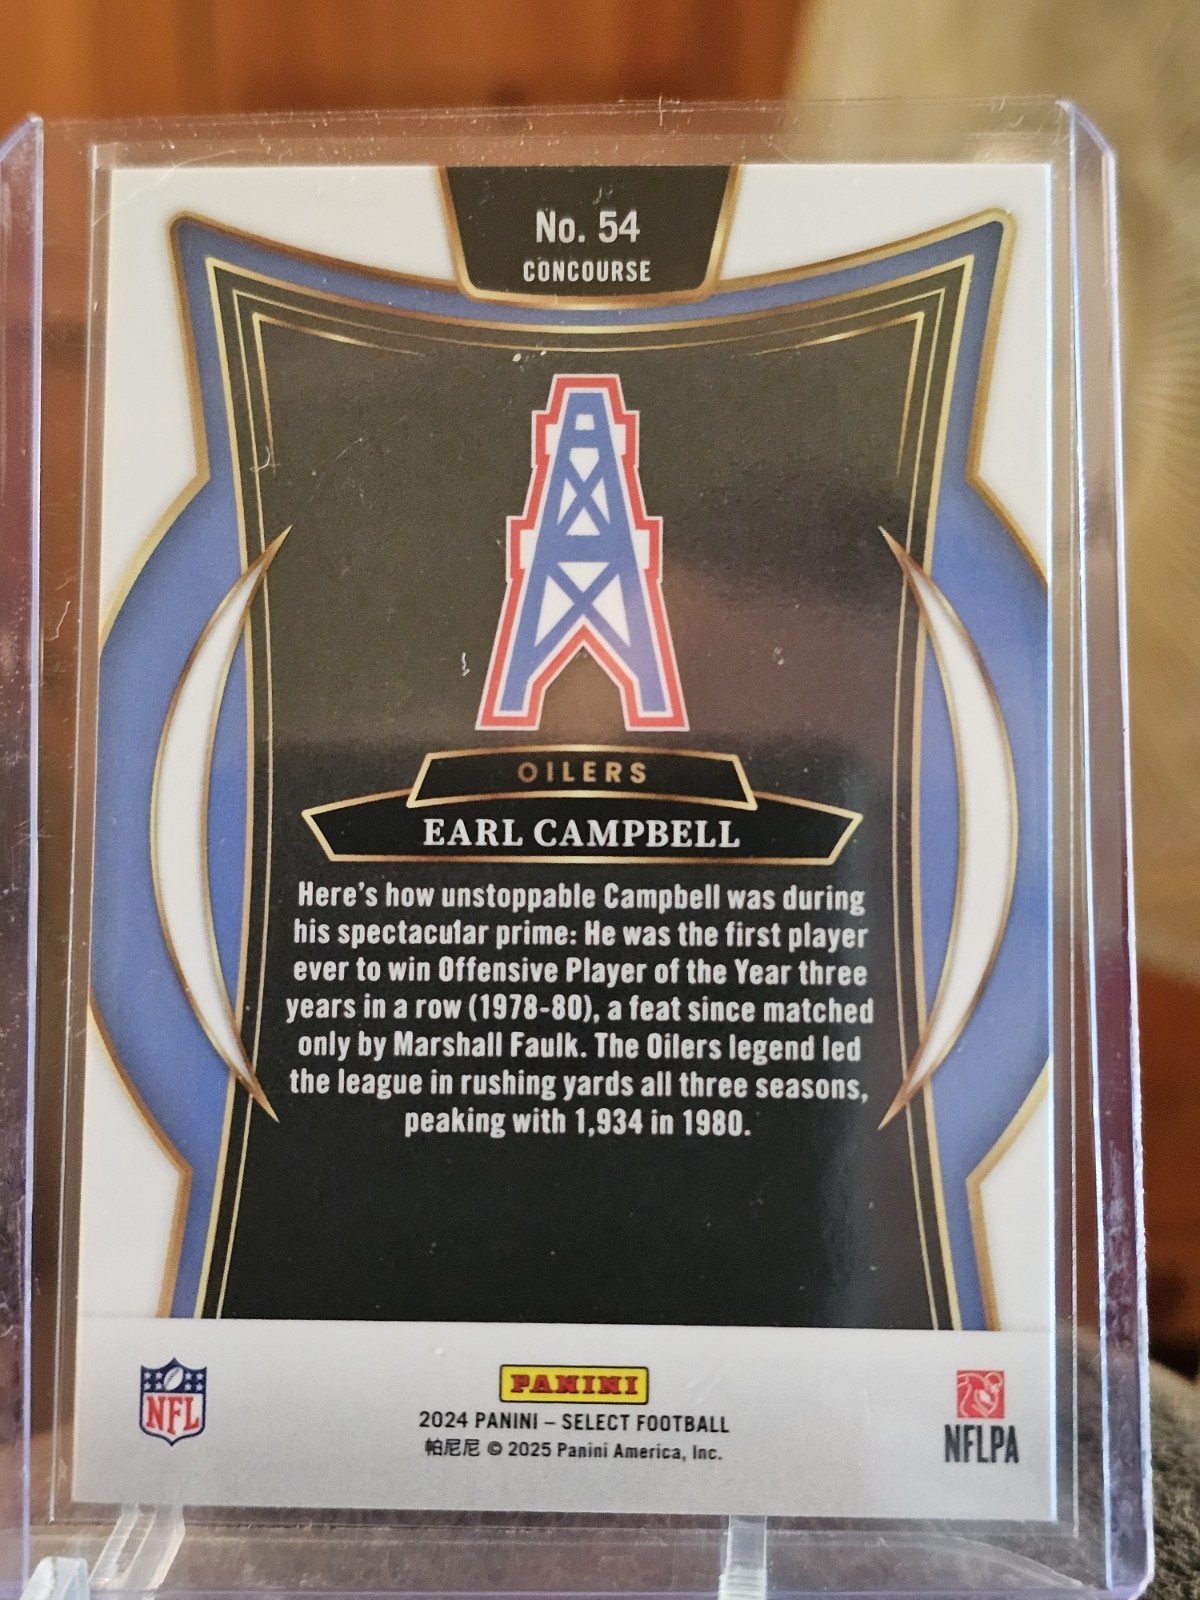 No. 54
CONCOURSE
OILERS
EARL CAMPBELL
Here's how unstoppable Campbell was during
his spectacular prime: He was the first player
ever to win Offensive Player of the Year three
years in a row (1978-80), a feat since matched
only by Marshall Faulk. The Oilers legend led
the league in rushing yards all three seasons,
peaking with 1,934 in 1980.
NFL
PANINI
2024 PANINI – SELECT FOOTBALL
帕尼尼 © 2025 Panini America, Inc.
NFLPA